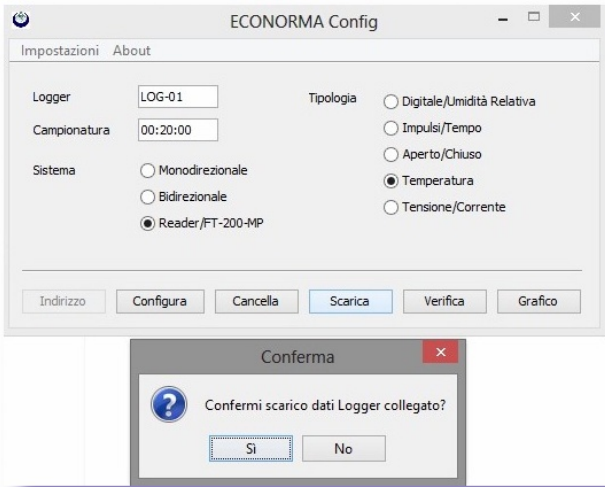 ECONORMA Config
Impostazioni About
Logger LOG-01 Tipologia Digitale/Umidità Relativa
Campionatura 00:20:00 Impulsi/Tempo
Aperto/Chiuso
Sistema Monodirezionale Temperatura
Bidirezionale Tensione/Corrente
Reader/FT-200-MP
Indirizzo Configura Cancella Scarica Verifica Grafico
Conferma
Confermi scarico dati Logger collegato?
Sì No